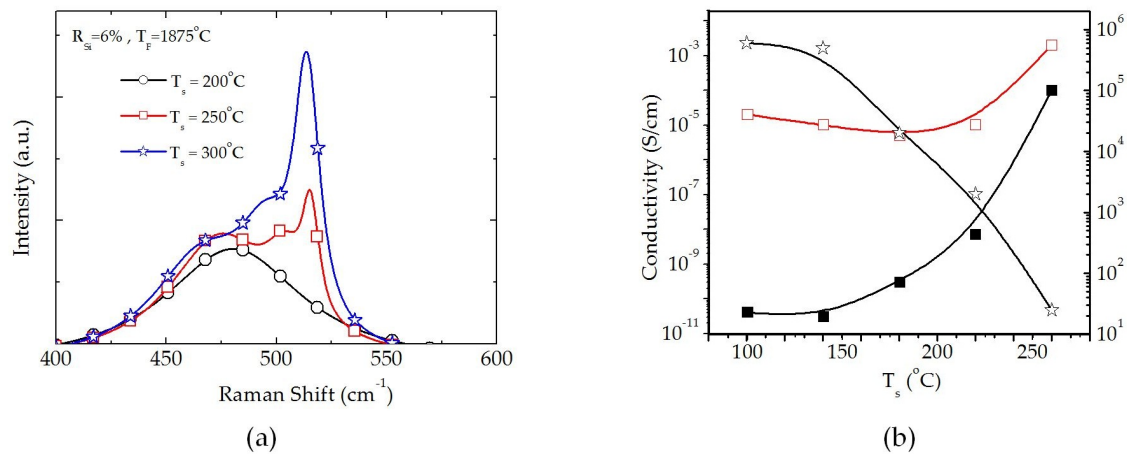 R_Si=6% , T_F=1875°C
T_s = 200°C
T_s = 250°C
T_s = 300°C
Intensity (a.u.)
400 450 500 550 600
Raman Shift (cm⁻¹)
(a)
10⁻³
10⁻⁵
10⁻⁷
10⁻⁹
10⁻¹¹
Conductivity (S/cm)
10⁶
10⁵
10⁴
10³
10²
10¹
100 150 200 250
T_s (°C)
(b)